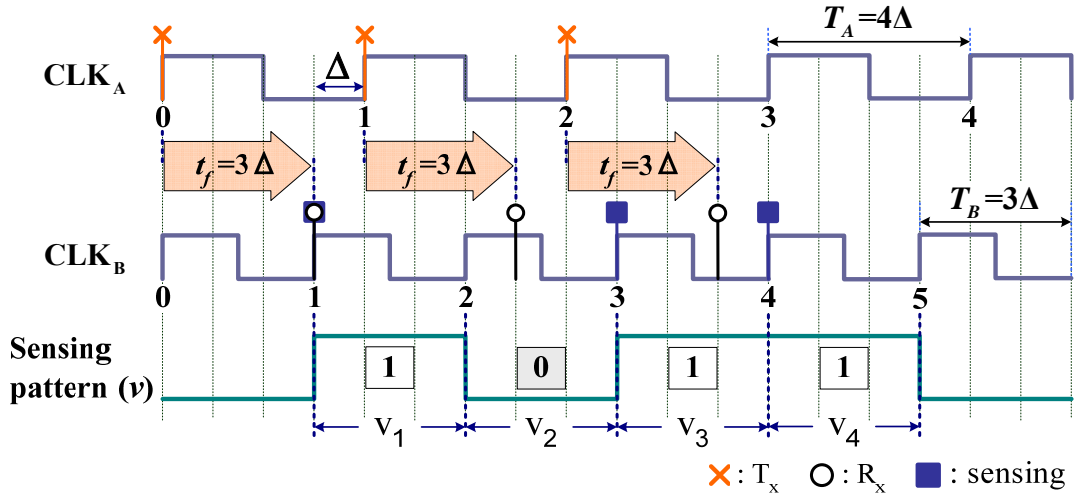 T_A=4Δ
CLK_A
Δ
0 1 2 3 4
t_f=3Δ t_f=3Δ t_f=3Δ
T_B=3Δ
CLK_B
0 1 2 3 4 5
Sensing
pattern (v)
1 0 1 1
v_1 v_2 v_3 v_4
: T_x : R_x : sensing